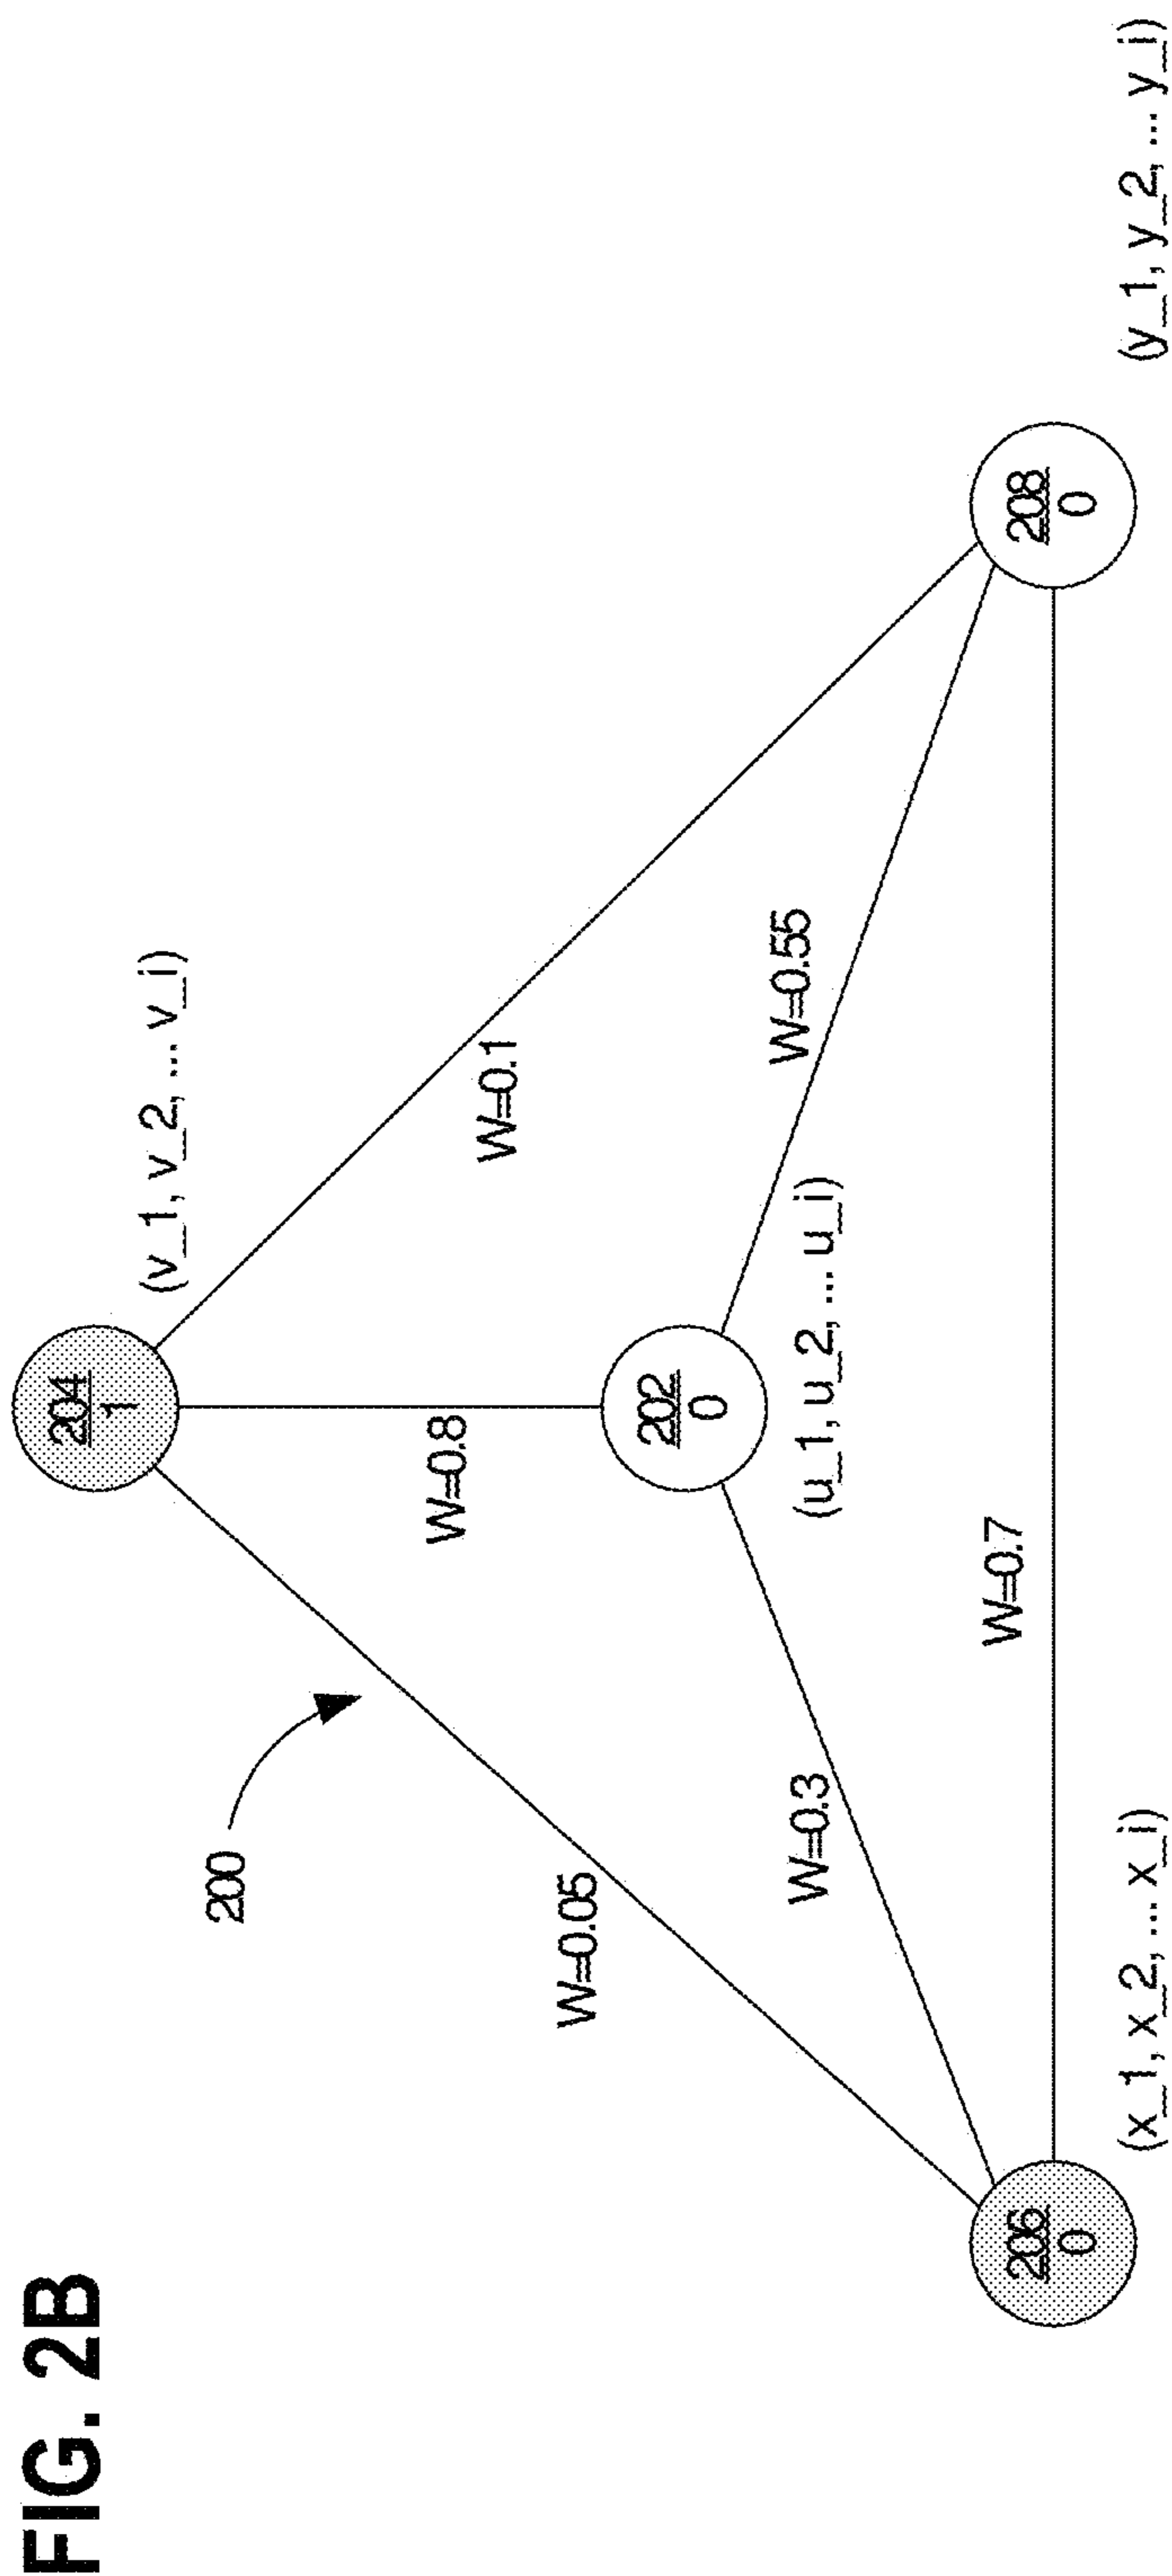 FIG. 2B
204
1
(v_1, v_2, ... v_i)
200
W=0.8
W=0.1
W=0.05
202
0
(u_1, u_2, ... u_i)
W=0.3
W=0.55
W=0.7
206
0
208
0
(x_1, x_2, ... x_i)
(y_1, y_2, ... y_i)